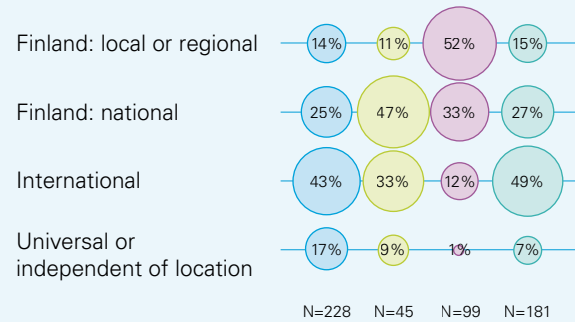 Finland: local or regional 14% 11% 52% 15%
Finland: national 25% 47% 33% 27%
International 43% 33% 12% 49%
Universal or
independent of location 17% 9% 1% 7%
N=228 N=45 N=99 N=181